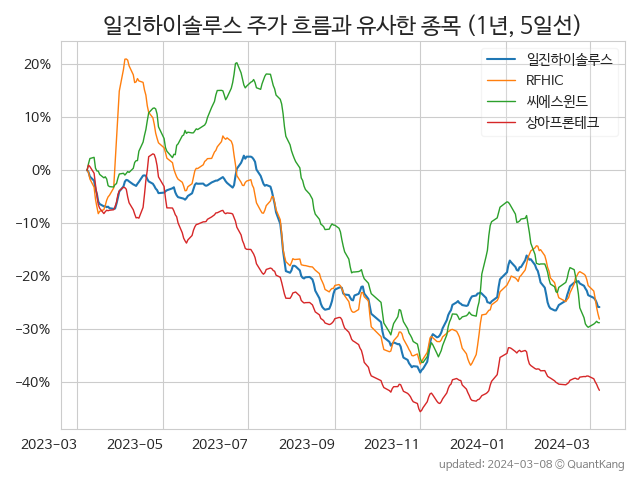 일진하이솔루스 주가 흐름과 유사한 종목 (1년, 5일선)
일진하이솔루스
RFHIC
씨에스윈드
상아프론테크
20%
10%
0%
−10%
−20%
−30%
−40%
2023-03
2023-05
2023-07
2023-09
2023-11
2024-01
2024-03
updated: 2024-03-08 © QuantKang